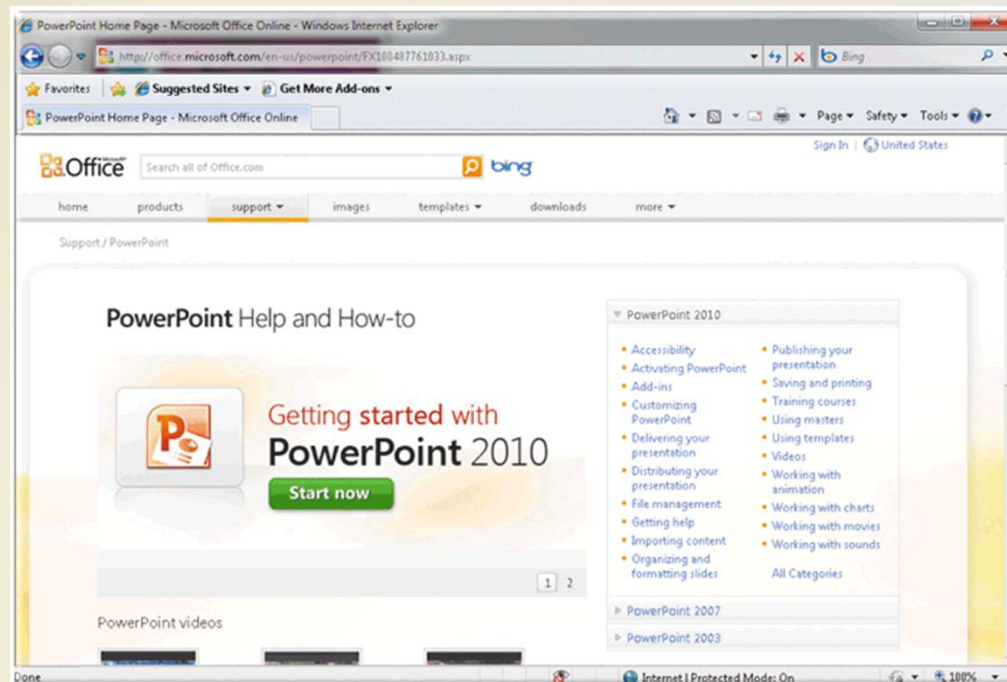 PowerPoint Home Page - Microsoft Office Online - Windows Internet Explorer
http://office.microsoft.com/en-us/powerpoint/FX100487761033.aspx
Bing
Favorites
Suggested Sites
Get More Add-ons
PowerPoint Home Page - Microsoft Office Online
Page Safety Tools
Sign In | United States
Office
Search all of Office.com
bing
home products support images templates downloads more
Support / PowerPoint
PowerPoint Help and How-to
Getting started with
PowerPoint 2010
Start now
1 2
PowerPoint videos
PowerPoint 2010
Accessibility
Activating PowerPoint
Add-ins
Customizing
PowerPoint
Delivering your
presentation
Distributing your
presentation
File management
Getting help
Importing content
Organizing and
formatting slides
Publishing your
presentation
Saving and printing
Training courses
Using masters
Using templates
Videos
Working with
animation
Working with charts
Working with movies
Working with sounds
All Categories
PowerPoint 2007
PowerPoint 2003
Done
Internet | Protected Mode: On
100%